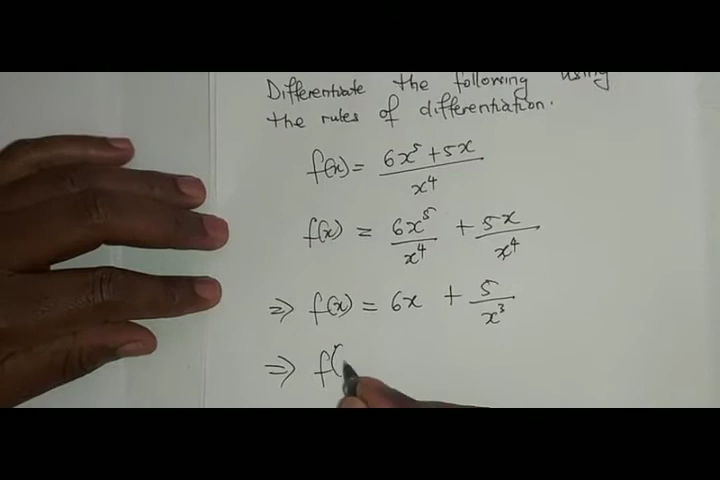 Differentiate the following using
the rules of differentiation.
f(x) = (6x⁵ + 5x)/x⁴
f(x) = 6x⁵/x⁴ + 5x/x⁴
⇒ f(x) = 6x + 5/x³
⇒ f(